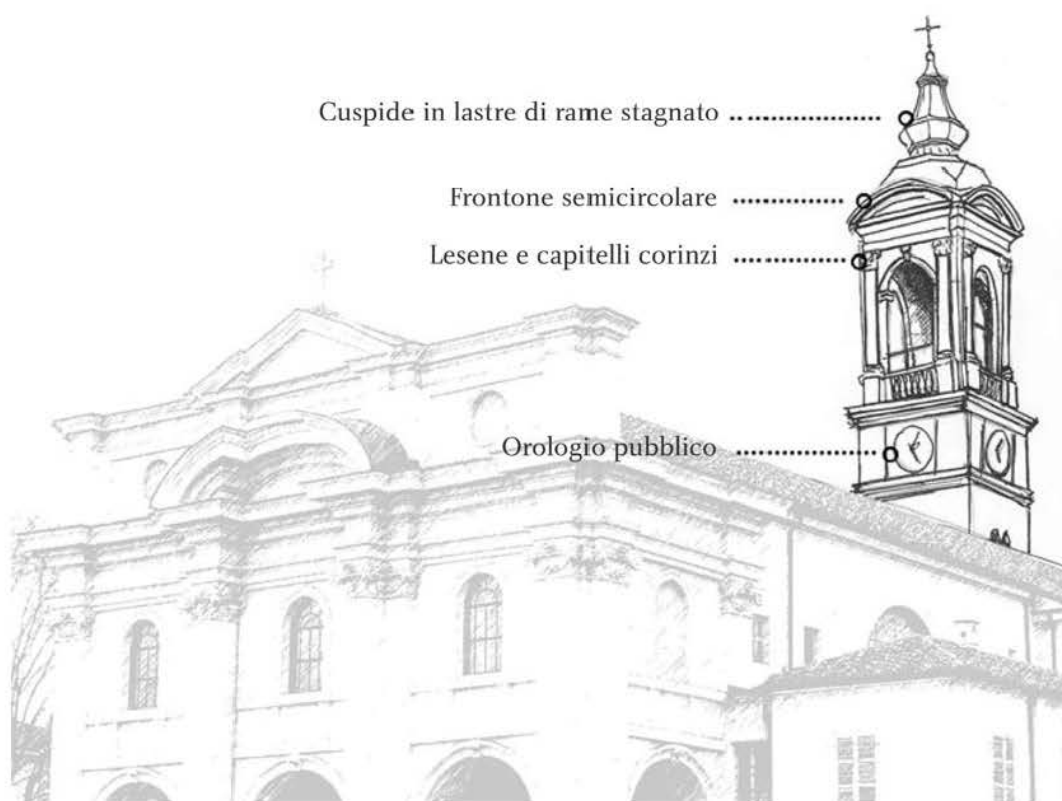 Cuspide in lastre di rame stagnato
Frontone semicircolare
Lesene e capitelli corinzi
Orologio pubblico